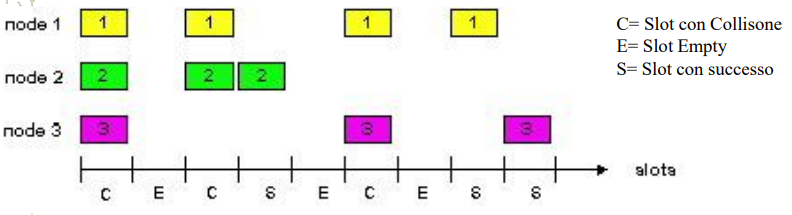 node 1 1 1 1 1
node 2 2 2 2
node 3 3 3 3
slots
C E C S E C E S S
C= Slot con Collisone
E= Slot Empty
S= Slot con successo